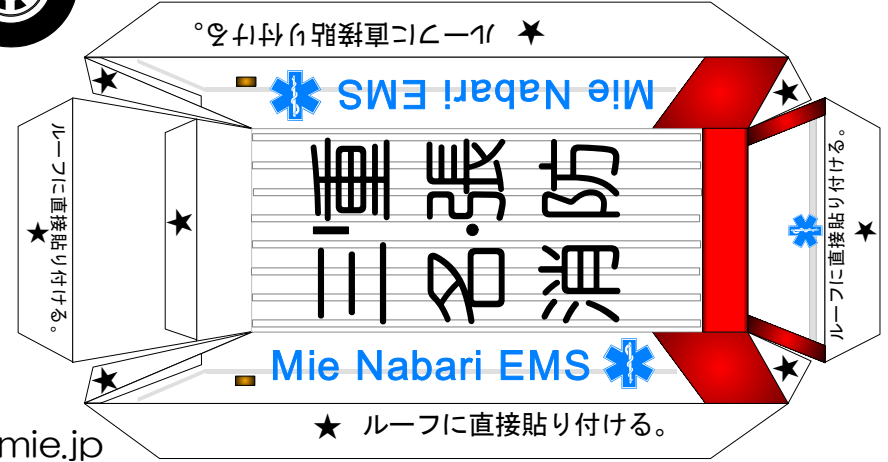 ★ ルーフに直接貼り付ける。
Mie Nabari EMS
★
★
★ ルーフに直接貼り付ける。
★
三重
名張
消防
★ ルーフに直接貼り付ける。
Mie Nabari EMS
★
★
★ ルーフに直接貼り付ける。
mie.jp